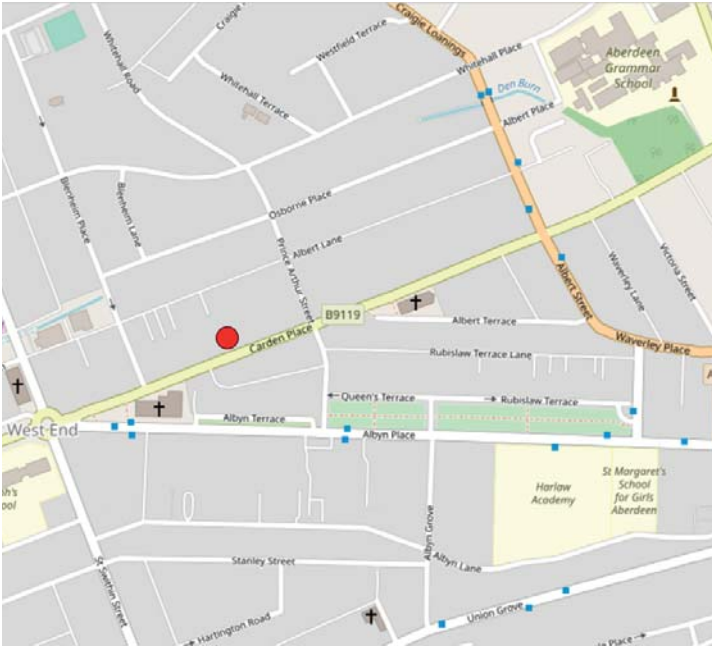 Craigie Loanings
Craigie
Westfield Terrace
Whitehall Road
Whitehall Place
Aberdeen
Grammar
School
Whitehall Terrace
Den Burn
Albert Place
Blenheim Place
Blenheim Lane
Osborne Place
Albert Lane
Prince Arthur Street
Victoria Street
Waverley Lane
Albert Street
B9119
Carden Place
Albert Terrace
Waverley Place
A
Rubislaw Terrace Lane
Queen's Terrace
Rubislaw Terrace
Albyn Terrace
Albyn Place
West End
St Margaret's
School
for Girls
Aberdeen
Harlaw
Academy
ool
Albyn Grove
Albyn Lane
Stanley Street
St Swithin Street
Union Grove
Hartington Road
Place